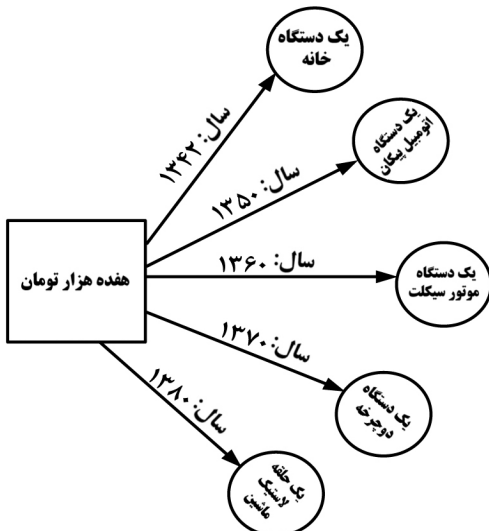 یک دستگاه
خانه
سال: ۱۳۴۲
یک دستگاه
اتومبیل پیکان
سال: ۱۳۵۰
هفده هزار تومان
سال: ۱۳۶۰
یک دستگاه
موتور سیکلت
سال: ۱۳۷۰
یک دستگاه
دوچرخه
سال: ۱۳۸۰
یک حلقه
لاستیک
ماشین